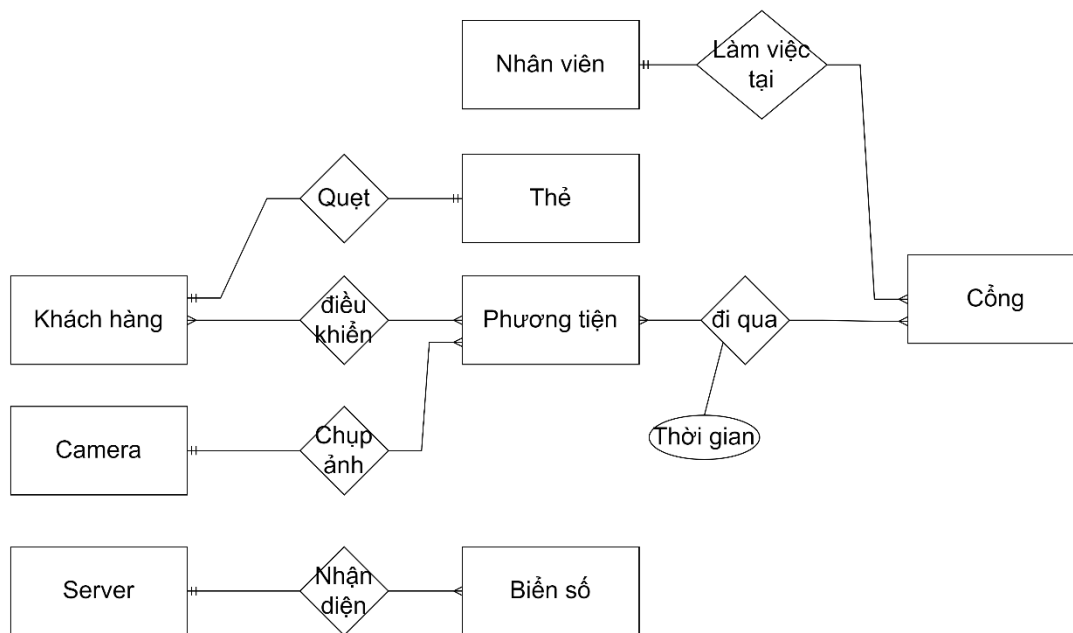 Nhân viên
Làm việc
tại
Quẹt
Thẻ
Khách hàng
điều
khiển
Phương tiện
đi qua
Cổng
Thời gian
Camera
Chụp
ảnh
Server
Nhận
diện
Biển số